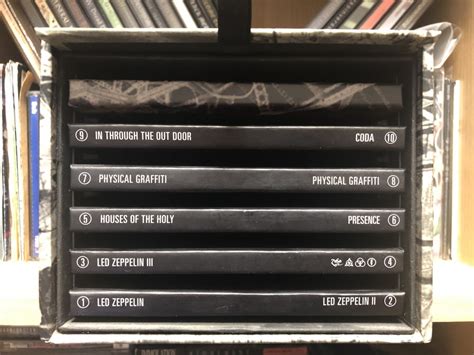 ⑨ IN THROUGH THE OUT DOOR CODA ⑩
⑦ PHYSICAL GRAFFITI PHYSICAL GRAFFITI ⑧
⑤ HOUSES OF THE HOLY PRESENCE ⑥
③ LED ZEPPELIN III ④
① LED ZEPPELIN LED ZEPPELIN II ②